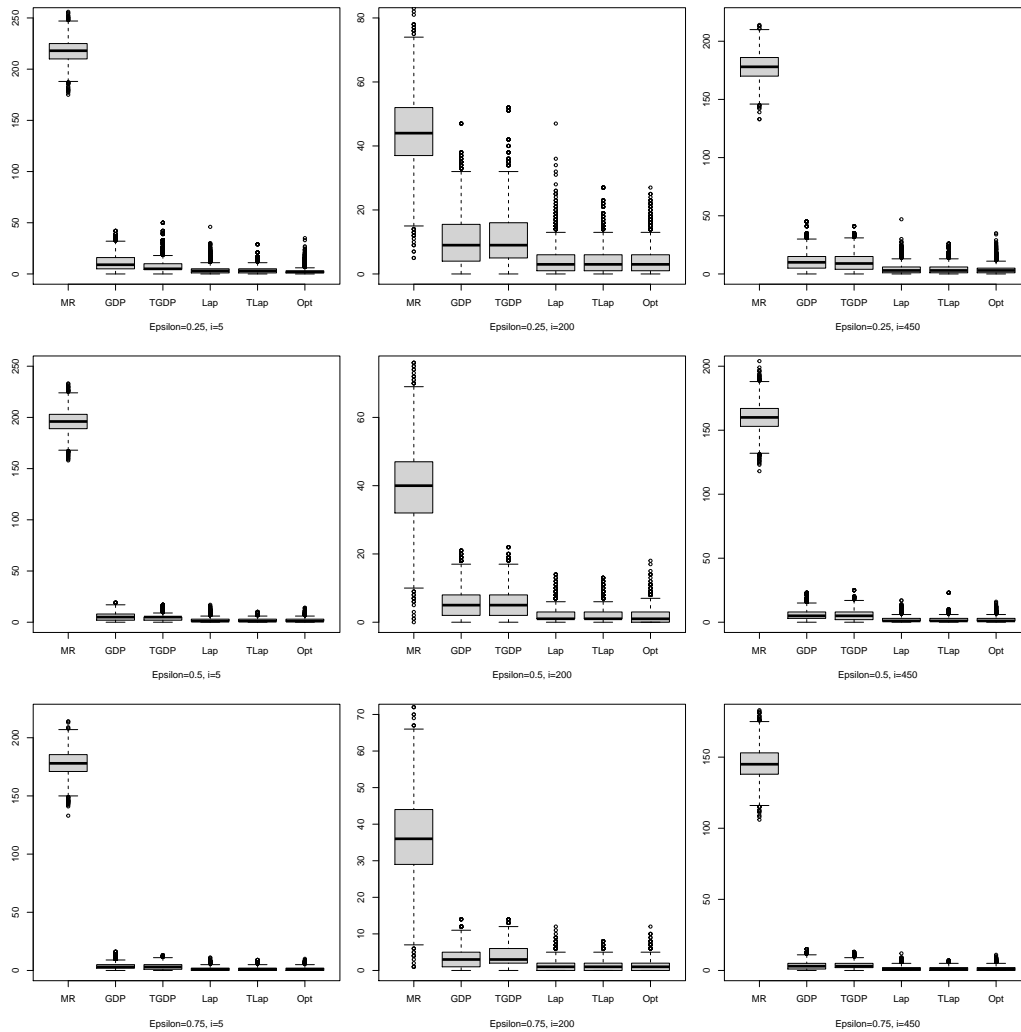 250
200
150
100
50
0
MR GDP TGDP Lap TLap Opt
Epsilon=0.25, i=5
80
60
40
20
0
MR GDP TGDP Lap TLap Opt
Epsilon=0.25, i=200
200
150
100
50
0
MR GDP TGDP Lap TLap Opt
Epsilon=0.25, i=450
250
200
150
100
50
0
MR GDP TGDP Lap TLap Opt
Epsilon=0.5, i=5
60
40
20
0
MR GDP TGDP Lap TLap Opt
Epsilon=0.5, i=200
200
150
100
50
0
MR GDP TGDP Lap TLap Opt
Epsilon=0.5, i=450
200
150
100
50
0
MR GDP TGDP Lap TLap Opt
Epsilon=0.75, i=5
70
60
50
40
30
20
10
0
MR GDP TGDP Lap TLap Opt
Epsilon=0.75, i=200
150
100
50
0
MR GDP TGDP Lap TLap Opt
Epsilon=0.75, i=450